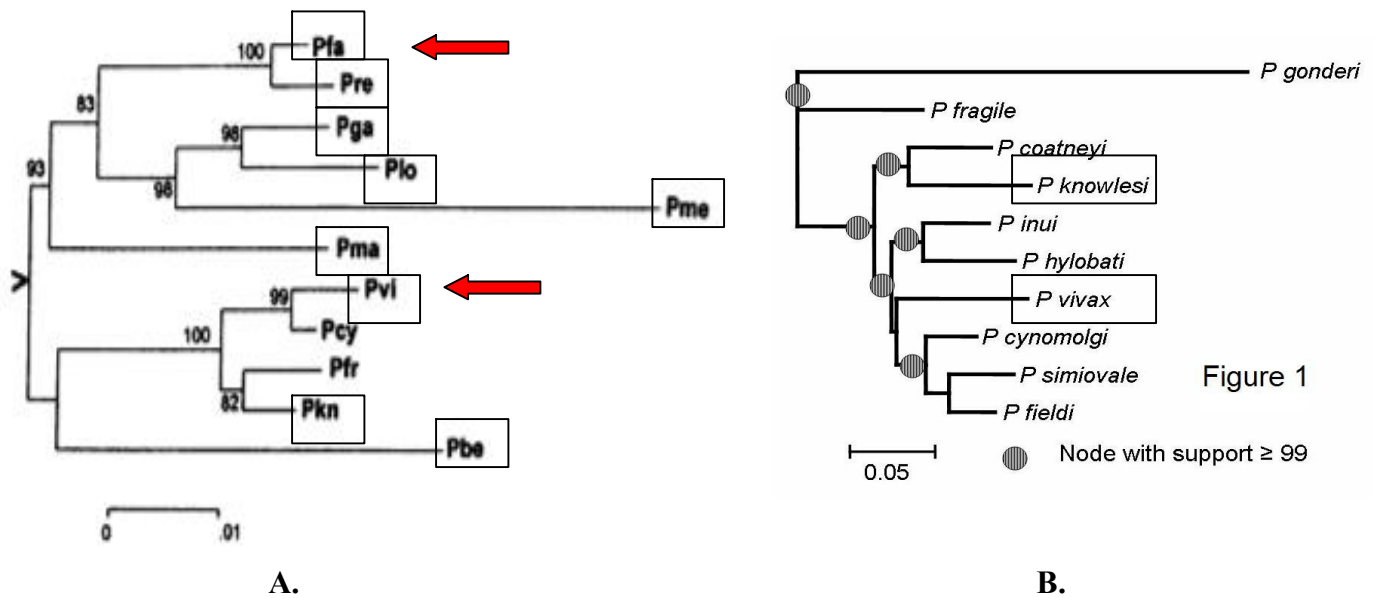 Pfa
100
Pre
83
Pga
98
Plo
93
98
Pme
Pma
Pvi
99
Pcy
100
Pfr
82
Pkn
Pbe
0 .01
A.
P gonderi
P fragile
P coatneyi
P knowlesi
P inui
P hylobati
P vivax
P cynomolgi
P simiovale
Figure 1
P fieldi
Node with support ≥ 99
0.05
B.